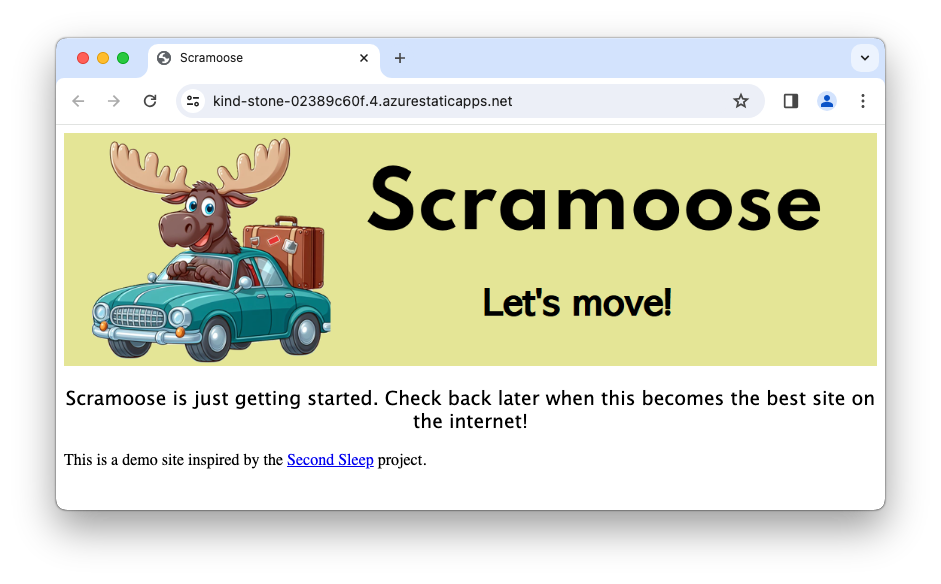 Scramoose
kind-stone-02389c60f.4.azurestaticapps.net
Scramoose
Let's move!
Scramoose is just getting started. Check back later when this becomes the best site on
the internet!
This is a demo site inspired by the Second Sleep project.